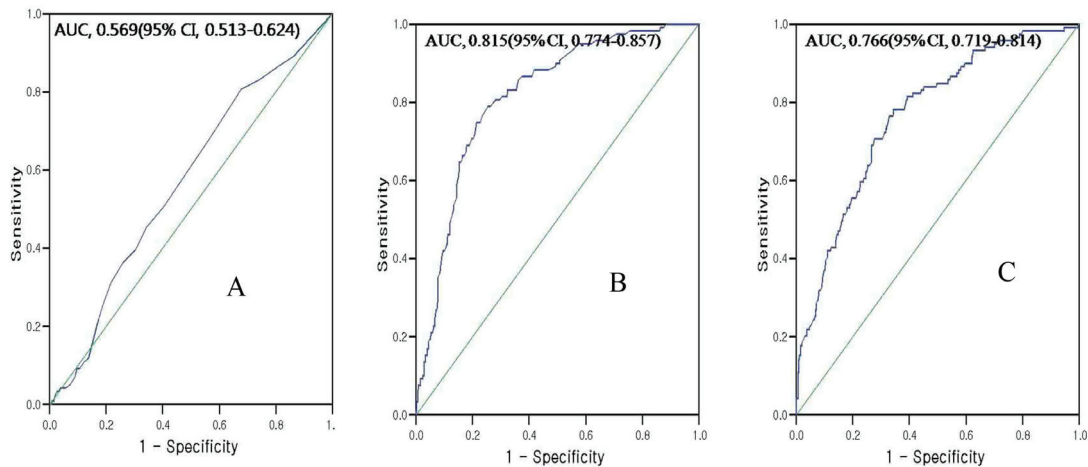 AUC, 0.569(95% CI, 0.513-0.624)
1.0
0.8
0.6
0.4
0.2
0.0
Sensitivity
A
0.0 0.2 0.4 0.6 0.8 1.
1 - Specificity
AUC, 0.815(95%CI, 0.774-0.857)
1.0
0.8
0.6
0.4
0.2
0.0
Sensitivity
B
0.0 0.2 0.4 0.6 0.8 1.0
1 - Specificity
AUC, 0.766(95%CI, 0.719-0.814)
1.0
0.8
0.6
0.4
0.2
0.0
Sensitivity
C
0.0 0.2 0.4 0.6 0.8 1.0
1 - Specificity